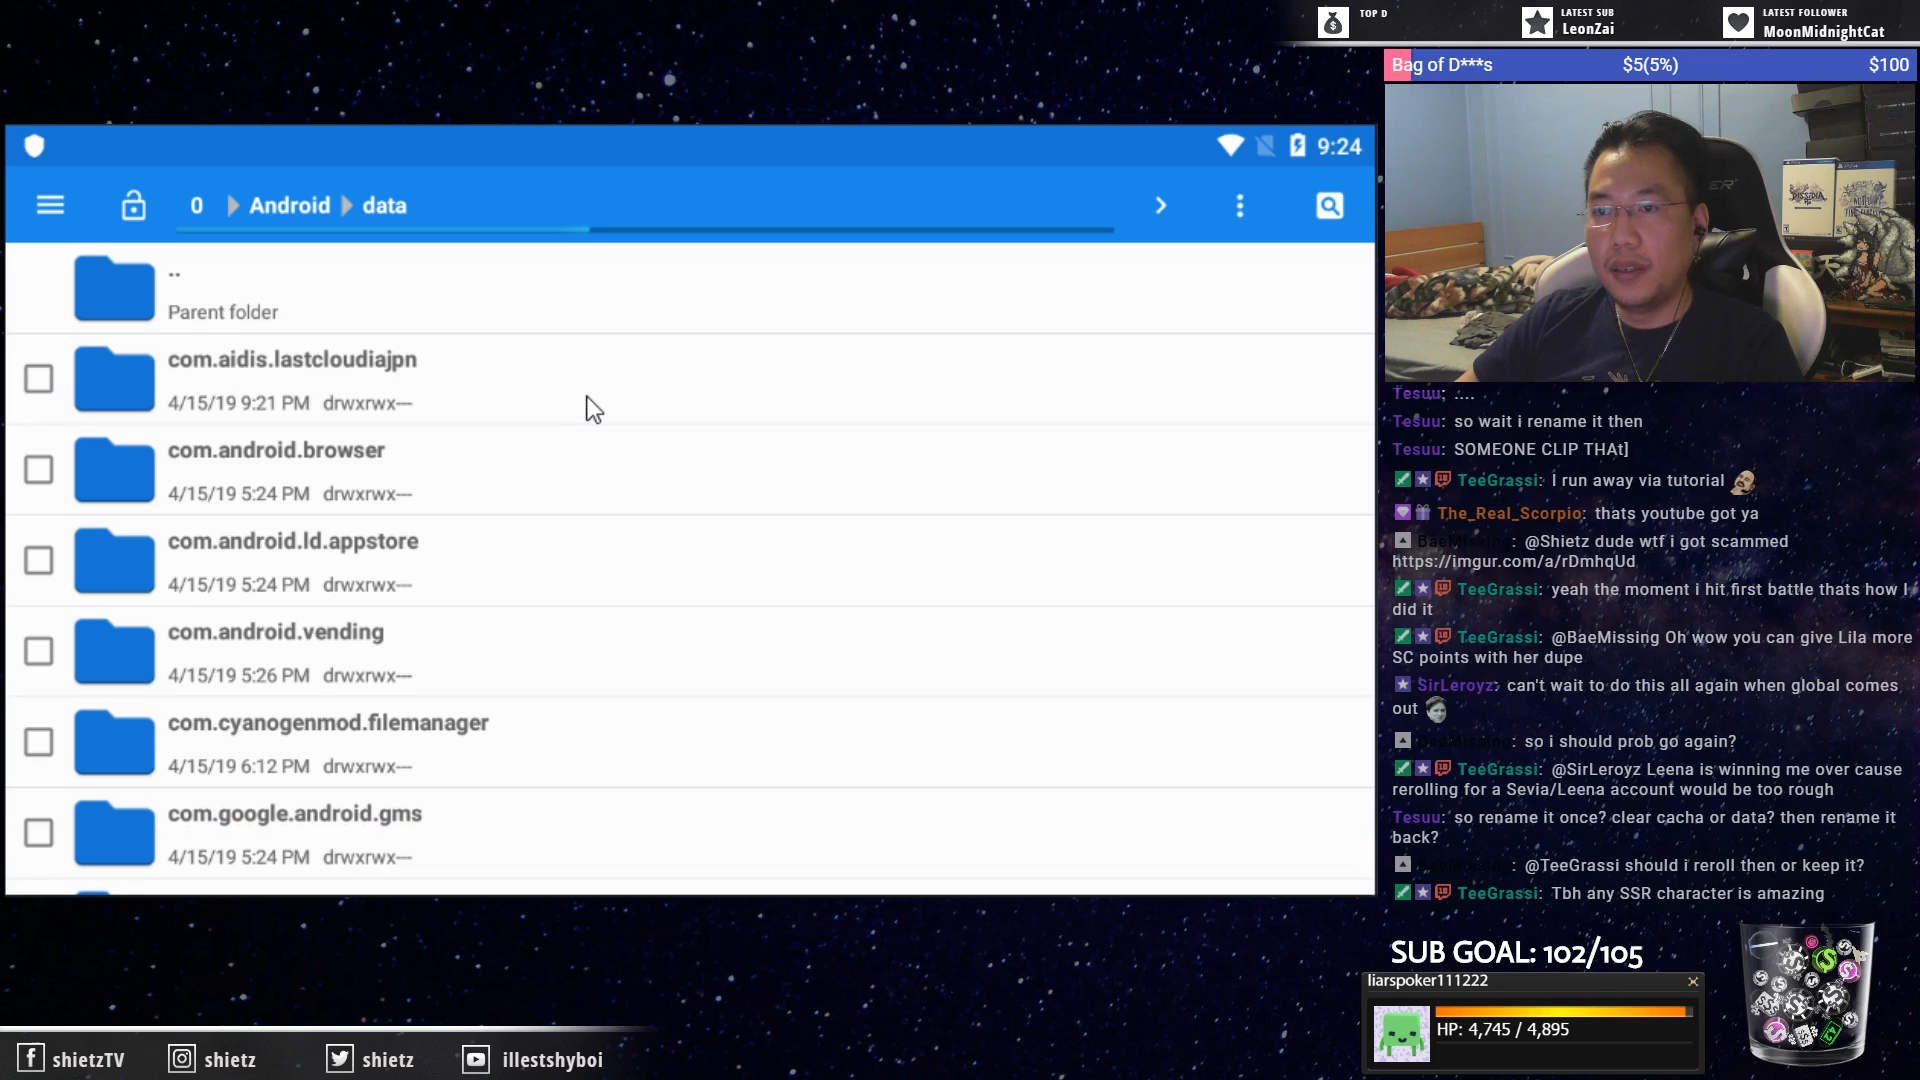 TOP D
LATEST SUB
LeonZai
LATEST FOLLOWER
MoonMidnightCat
Bag of D***s $5(5%) $100
9:24
0 Android data
..
Parent folder
com.aidis.lastcloudiajpn
4/15/19 9:21 PM drwxrwx---
com.android.browser
4/15/19 5:24 PM drwxrwx---
com.android.ld.appstore
4/15/19 5:24 PM drwxrwx---
com.android.vending
4/15/19 5:26 PM drwxrwx---
com.cyanogenmod.filemanager
4/15/19 6:12 PM drwxrwx---
com.google.android.gms
4/15/19 5:24 PM drwxrwx---
DISSIDIA
Tesuu: ....
Tesuu: so wait i rename it then
Tesuu: SOMEONE CLIP THAt]
TeeGrassi: I run away via tutorial
The_Real_Scorpio: thats youtube got ya
BaeMissing: @Shietz dude wtf i got scammed
https://imgur.com/a/rDmhqUd
TeeGrassi: yeah the moment i hit first battle thats how I
did it
TeeGrassi: @BaeMissing Oh wow you can give Lila more
SC points with her dupe
SirLeroyz: can't wait to do this all again when global comes
out
BaeMissing: so i should prob go again?
TeeGrassi: @SirLeroyz Leena is winning me over cause
rerolling for a Sevia/Leena account would be too rough
Tesuu: so rename it once? clear cacha or data? then rename it
back?
: @TeeGrassi should i reroll then or keep it?
TeeGrassi: Tbh any SSR character is amazing
SUB GOAL: 102/105
liarspoker111222
HP: 4,745 / 4,895
shietzTV shietz shietz illestshyboi